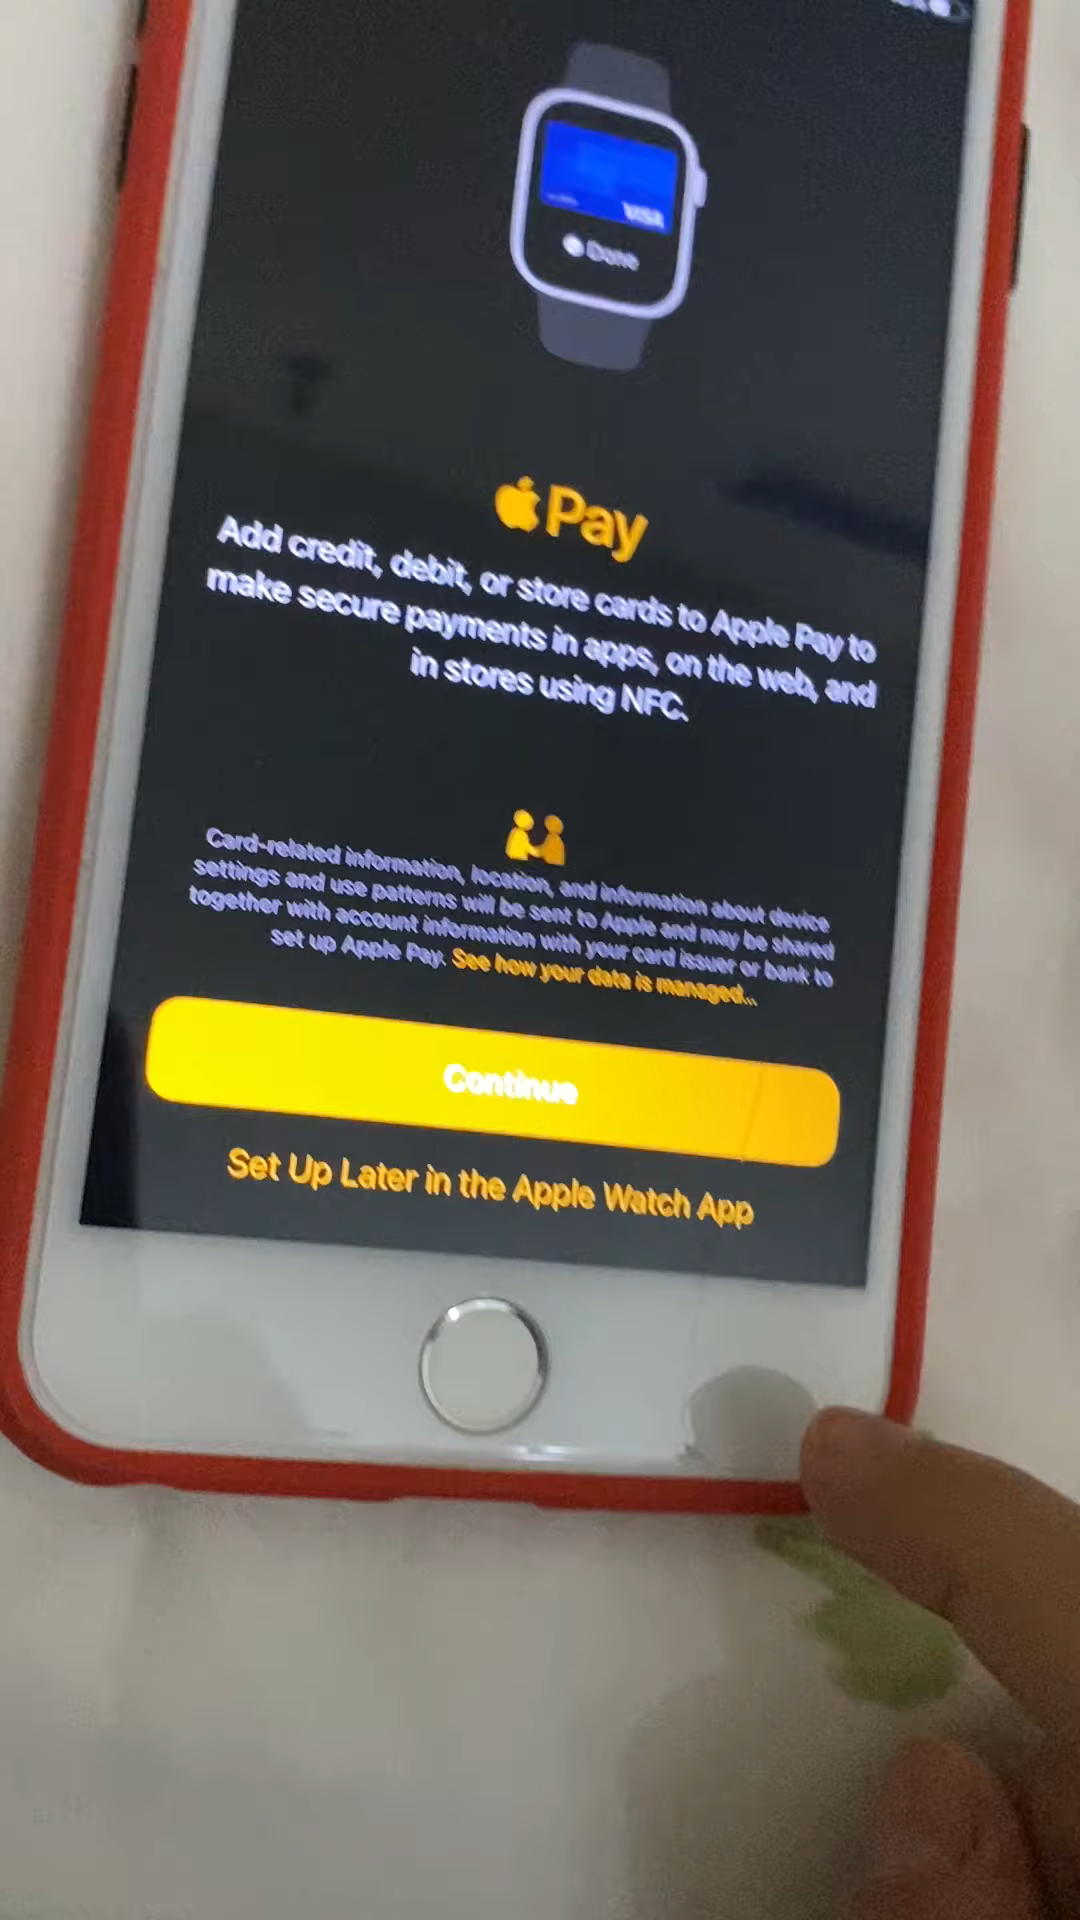 VISA
Done
Pay
Add credit, debit, or store cards to Apple Pay to
make secure payments in apps, on the web, and
in stores using NFC.
Card-related information, location, and information about device
settings and use patterns will be sent to Apple and may be shared
together with account information with your card issuer or bank to
set up Apple Pay. See how your data is managed...
Continue
Set Up Later in the Apple Watch App